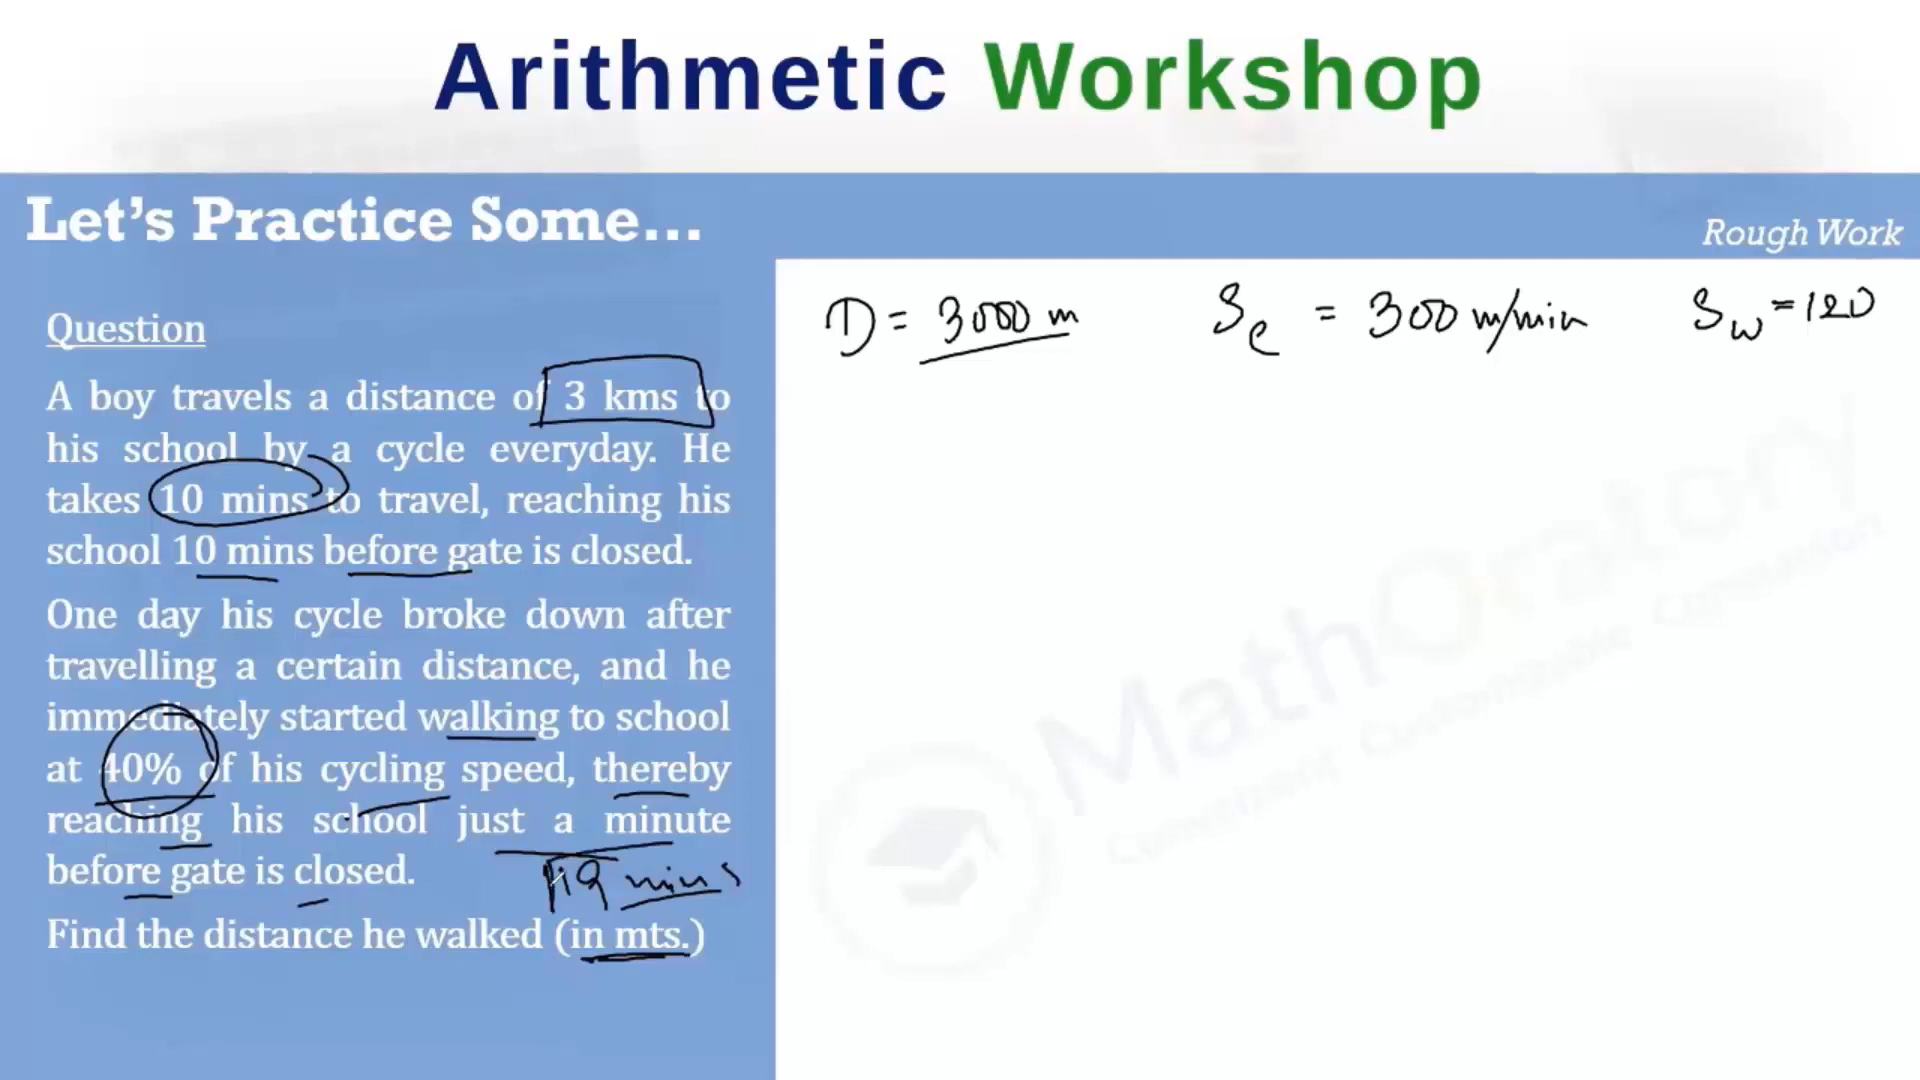 Arithmetic Workshop
Let's Practice Some...
Rough Work
Question
A boy travels a distance of 3 kms to
his school by a cycle everyday. He
takes 10 mins to travel, reaching his
school 10 mins before gate is closed.
One day his cycle broke down after
travelling a certain distance, and he
immediately started walking to school
at 40% of his cycling speed, thereby
reaching his school just a minute
before gate is closed.
19 mins
Find the distance he walked (in mts.)
D = 3000 m Sc = 300 m/min Sw = 120
MathOratory
Convenient Customizable Conclusion